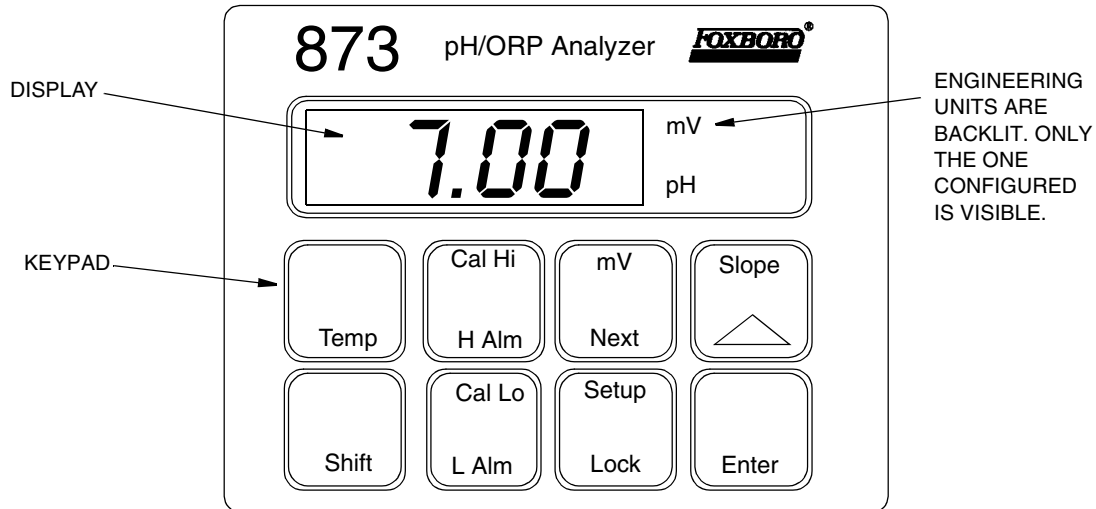 873 pH/ORP Analyzer FOXBORO®
DISPLAY
7.00
mV
pH
ENGINEERING
UNITS ARE
BACKLIT. ONLY
THE ONE
CONFIGURED
IS VISIBLE.
KEYPAD
Temp
Cal Hi
H Alm
mV
Next
Slope
Shift
Cal Lo
L Alm
Setup
Lock
Enter